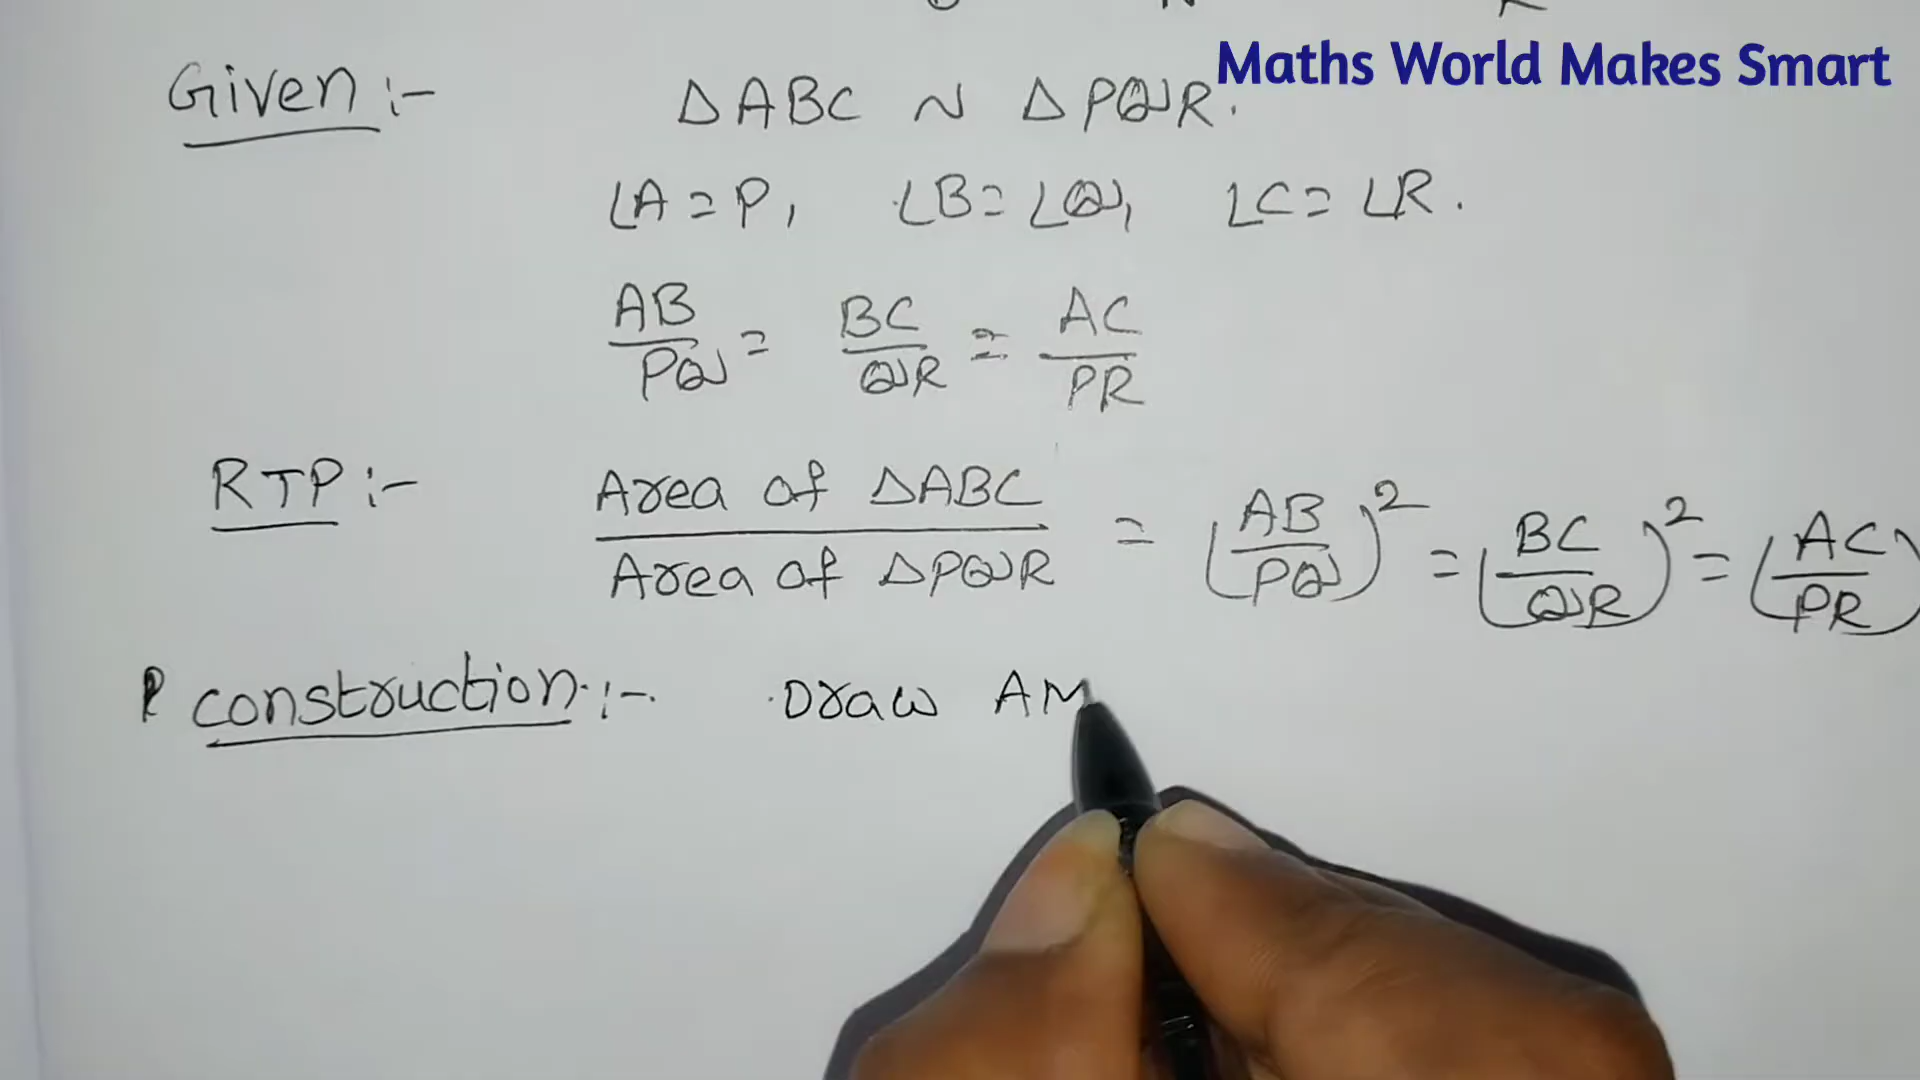 Maths World Makes Smart
Given :- ΔABC ~ ΔPQR.
∠A = P, ∠B = ∠Q, ∠C = ∠R.
AB/PQ = BC/QR = AC/PR
RTP :- Area of ΔABC / Area of ΔPQR = (AB/PQ)² = (BC/QR)² = (AC/PR)
P construction :- Draw AM